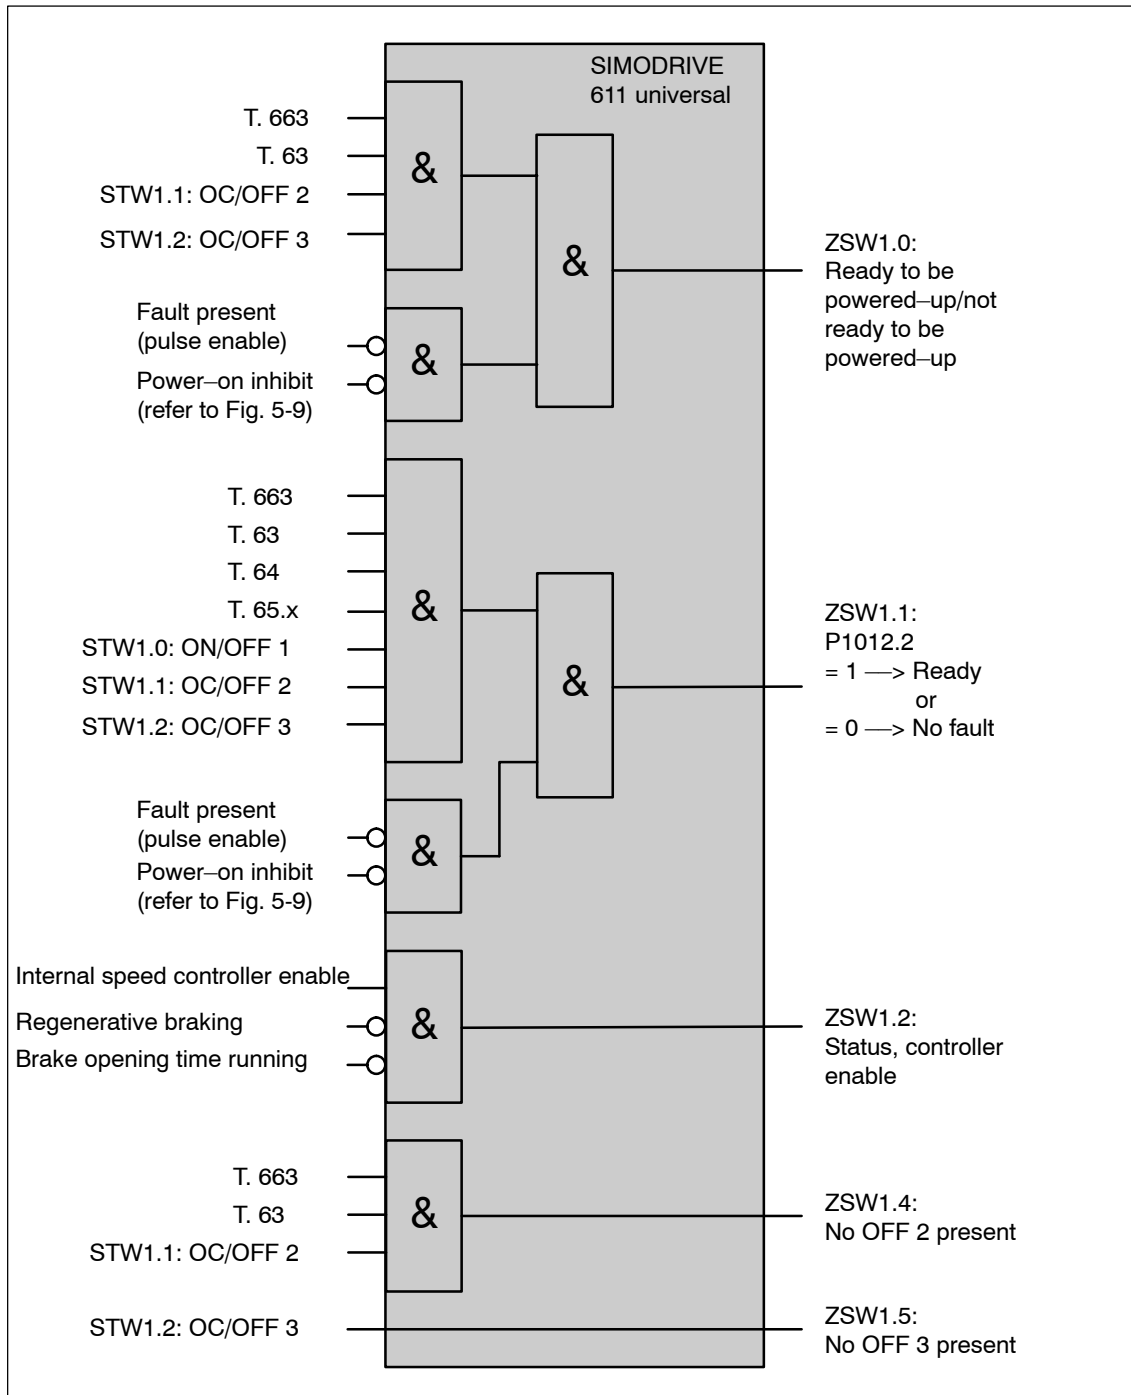 SIMODRIVE
611 universal
T. 663
T. 63
STW1.1: OC/OFF 2
STW1.2: OC/OFF 3
&
&
ZSW1.0:
Ready to be
powered–up/not
ready to be
powered–up
Fault present
(pulse enable)
Power–on inhibit
(refer to Fig. 5-9)
&
T. 663
T. 63
T. 64
T. 65.x
STW1.0: ON/OFF 1
STW1.1: OC/OFF 2
STW1.2: OC/OFF 3
&
&
ZSW1.1:
P1012.2
= 1 —> Ready
or
= 0 —> No fault
Fault present
(pulse enable)
Power–on inhibit
(refer to Fig. 5-9)
&
Internal speed controller enable
Regenerative braking
Brake opening time running
&
ZSW1.2:
Status, controller
enable
T. 663
T. 63
STW1.1: OC/OFF 2
&
ZSW1.4:
No OFF 2 present
STW1.2: OC/OFF 3
ZSW1.5:
No OFF 3 present